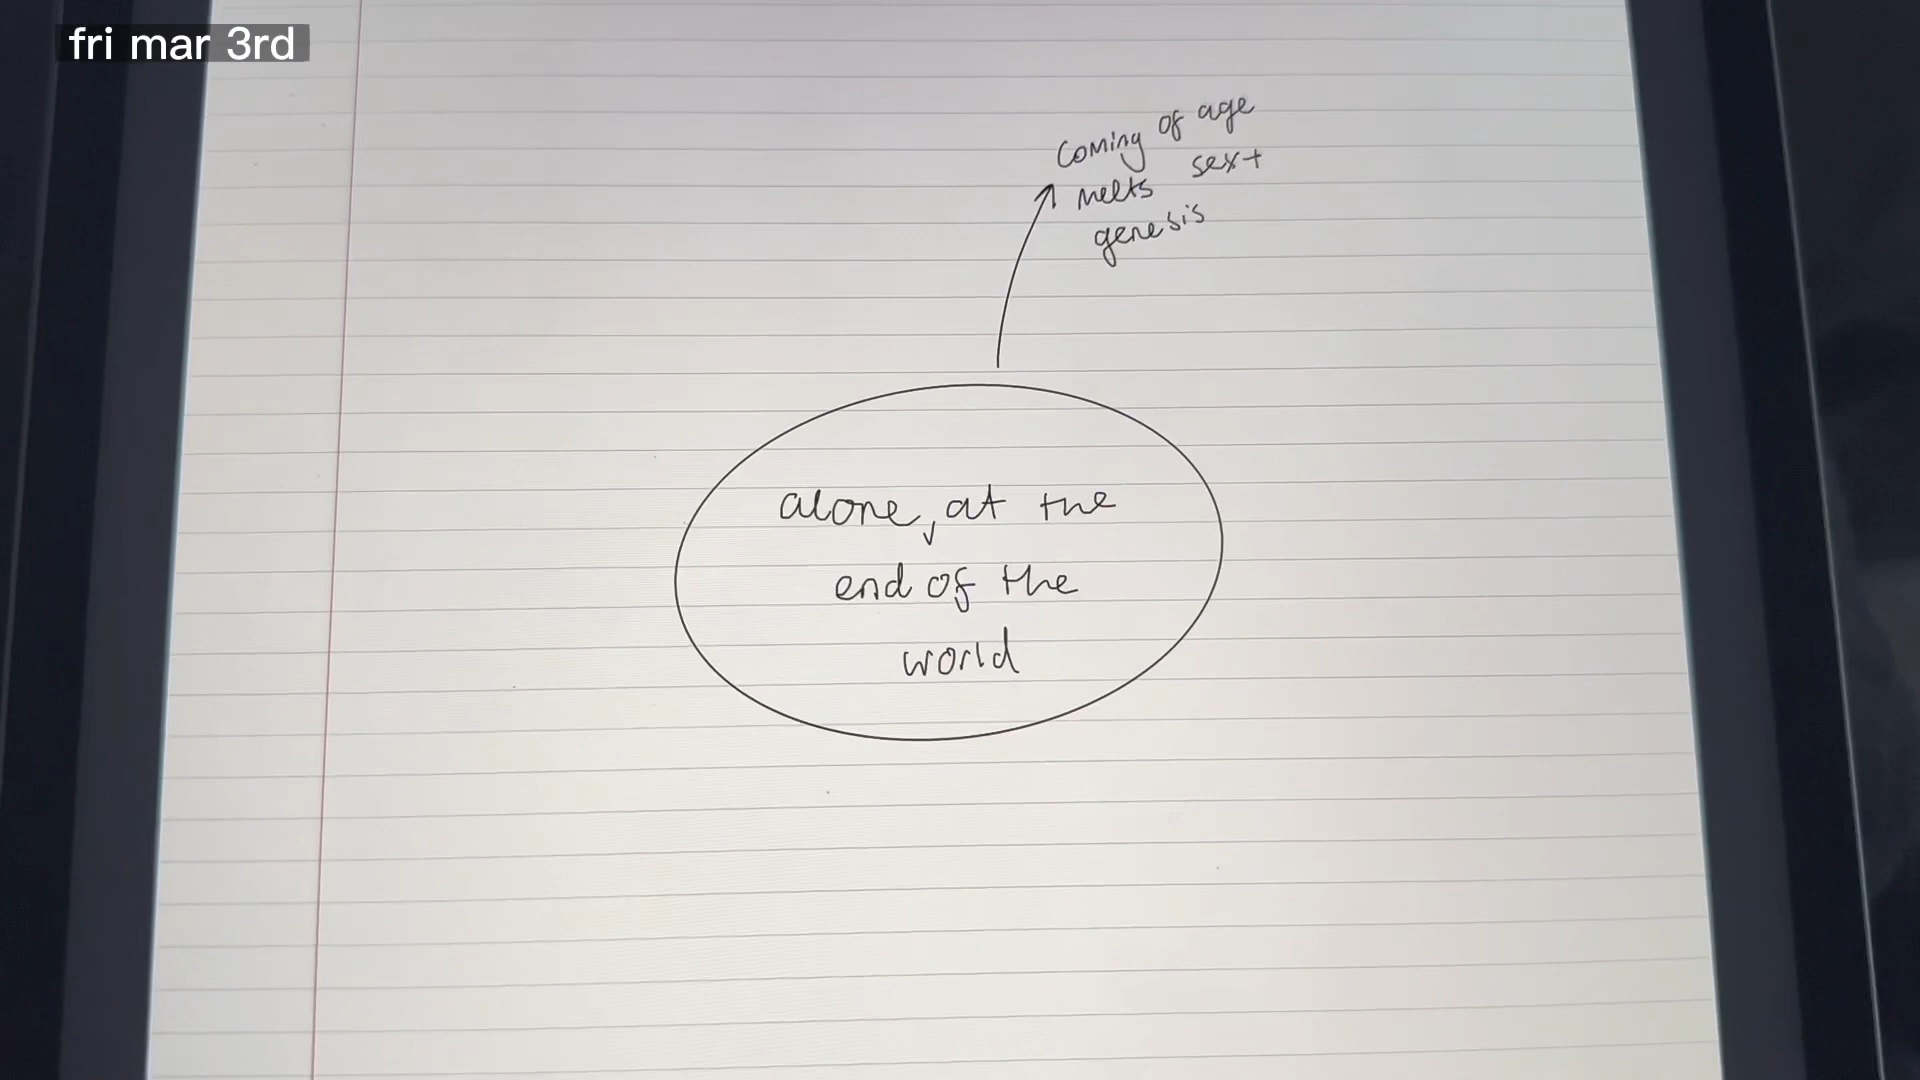 fri mar 3rd
Coming of age
melts sex+
genesis
alone, at the
end of the
world